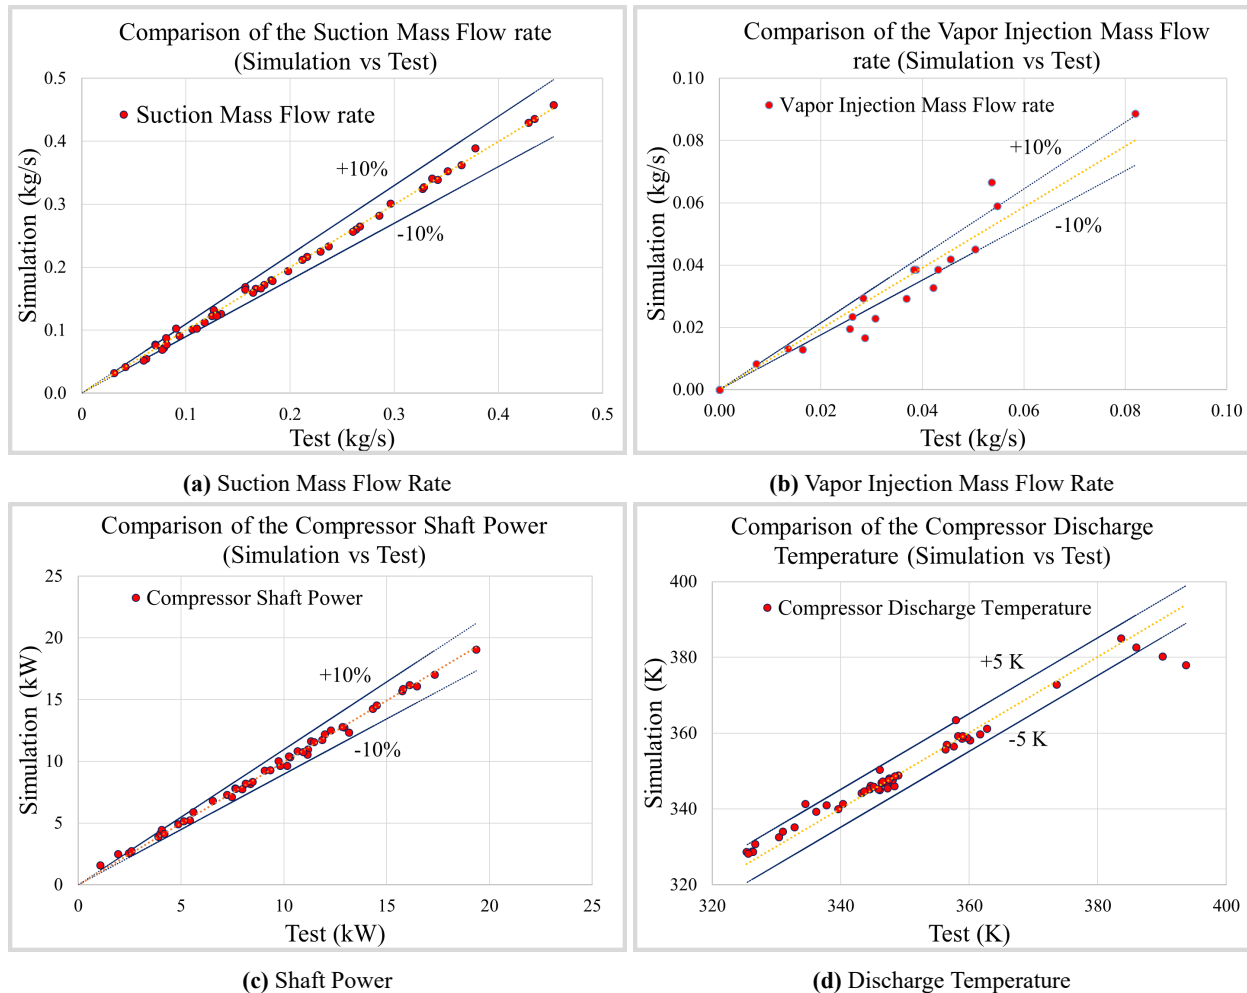 Comparison of the Suction Mass Flow rate
(Simulation vs Test)
0.5
0.4
0.3
0.2
0.1
0.0
Simulation (kg/s)
Suction Mass Flow rate
+10%
-10%
0
0.1
0.2
0.3
0.4
0.5
Test (kg/s)
(a) Suction Mass Flow Rate
Comparison of the Vapor Injection Mass Flow
rate (Simulation vs Test)
0.10
0.08
0.06
0.04
0.02
0.00
Simulation (kg/s)
Vapor Injection Mass Flow rate
+10%
-10%
0.00
0.02
0.04
0.06
0.08
0.10
Test (kg/s)
(b) Vapor Injection Mass Flow Rate
Comparison of the Compressor Shaft Power
(Simulation vs Test)
25
20
15
10
5
0
Simulation (kW)
Compressor Shaft Power
+10%
-10%
0
5
10
15
20
25
Test (kW)
(c) Shaft Power
Comparison of the Compressor Discharge
Temperature (Simulation vs Test)
400
380
360
340
320
Simulation (K)
Compressor Discharge Temperature
+5 K
-5 K
320
340
360
380
400
Test (K)
(d) Discharge Temperature